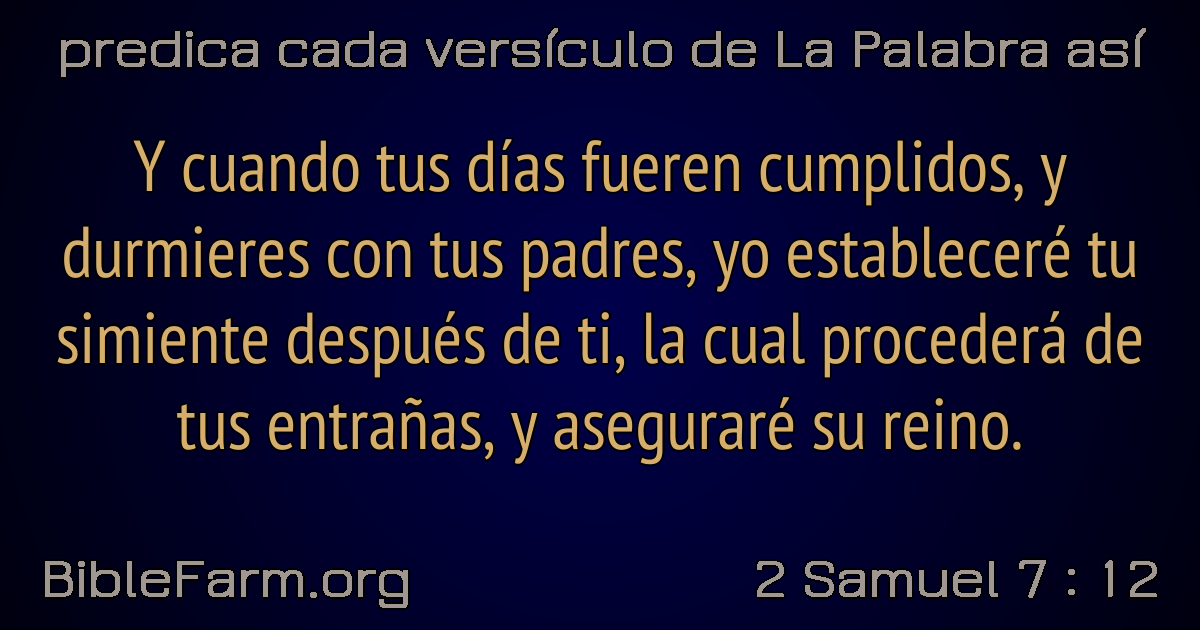 predica cada versículo de La Palabra así
Y cuando tus días fueren cumplidos, y
durmieres con tus padres, yo estableceré tu
simiente después de ti, la cual procederá de
tus entrañas, y aseguraré su reino.
BibleFarm.org
2 Samuel 7 : 12